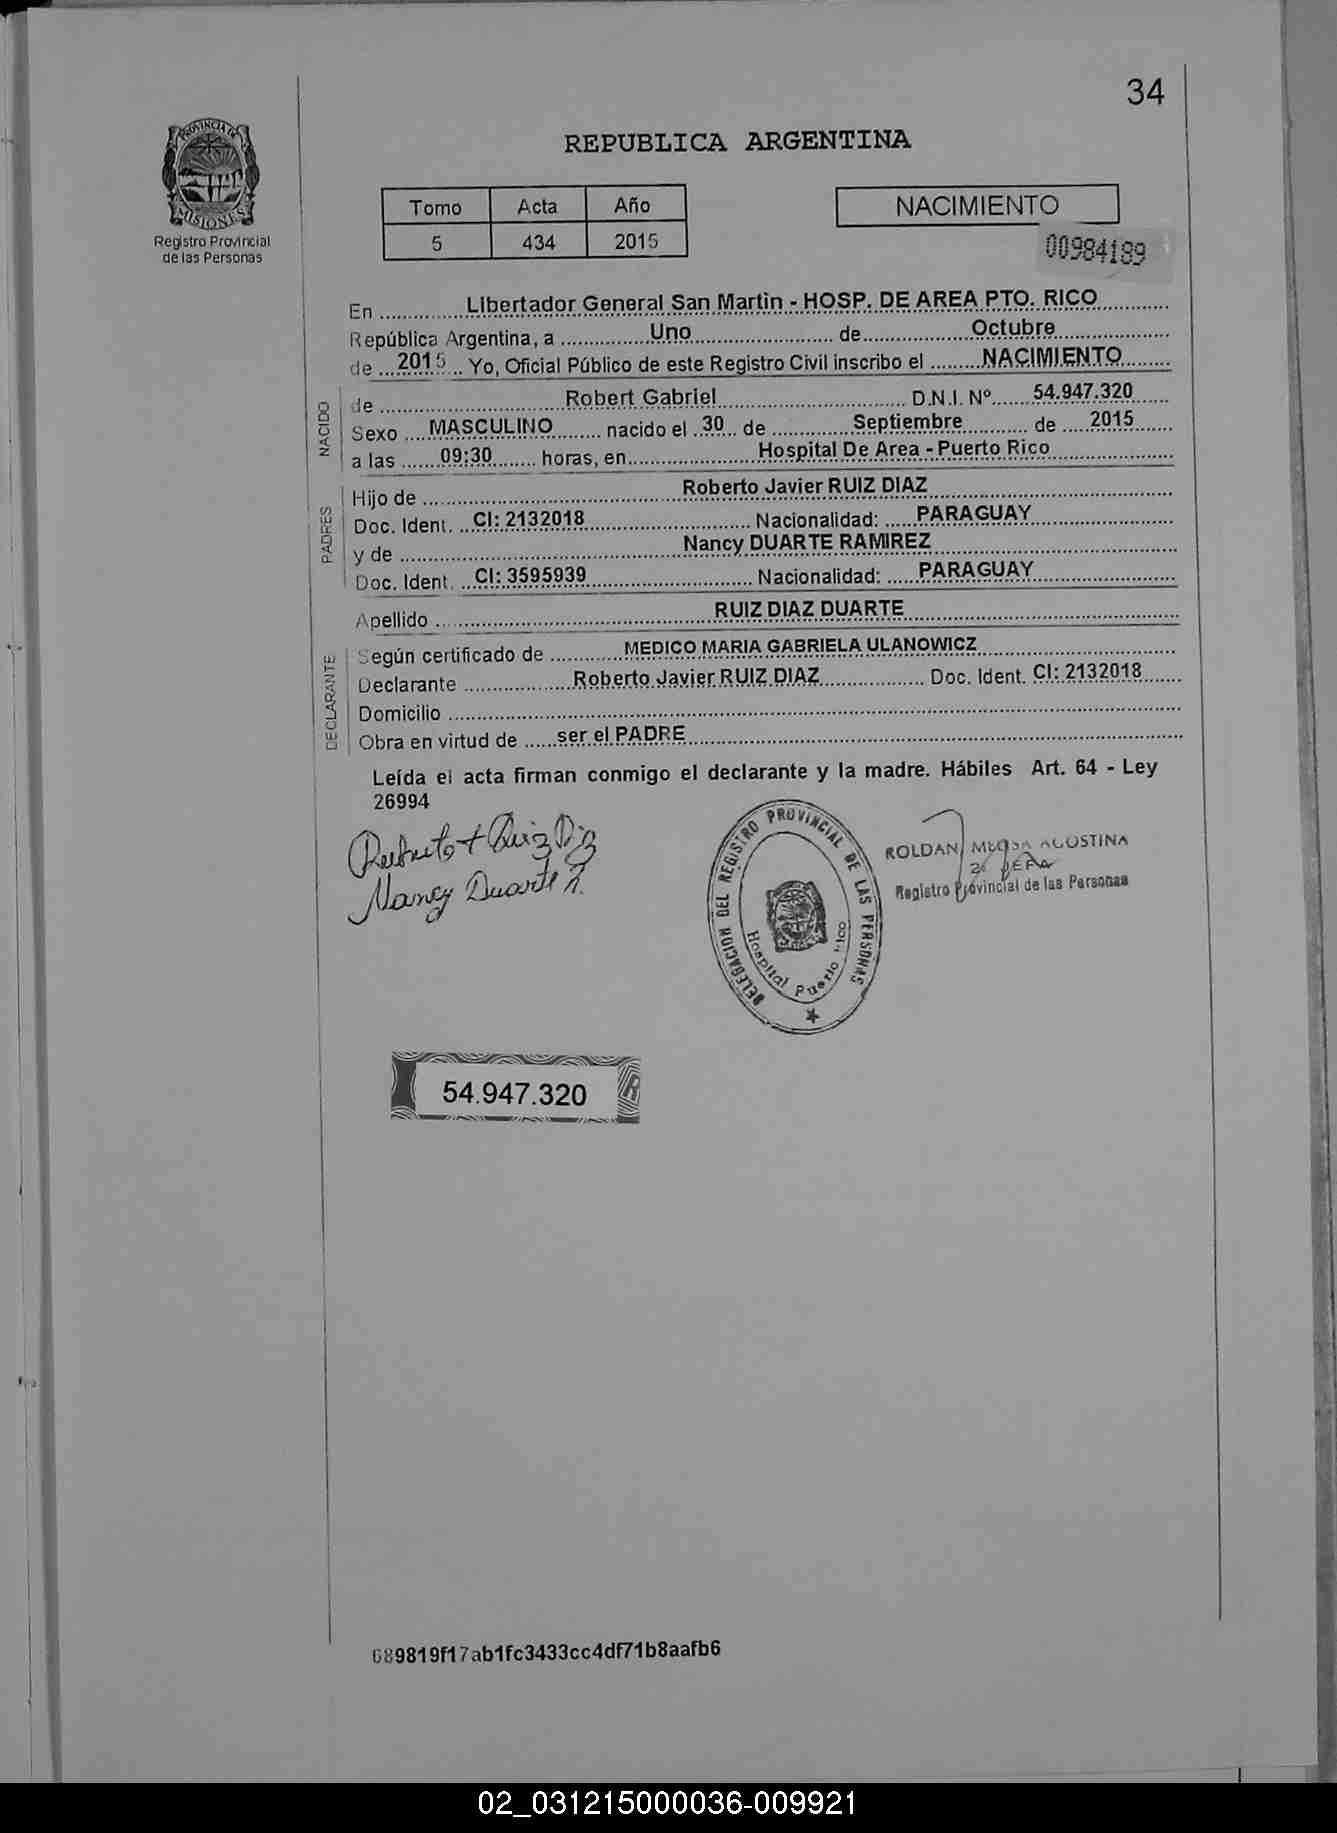 34
PROVINCIA DE
MISIONES
Registro Provincial
de las Personas
REPUBLICA ARGENTINA
Tomo Acta Año
5 434 2015
NACIMIENTO
00984189
En Libertador General San Martin - HOSP. DE AREA PTO. RICO
República Argentina, a Uno de Octubre
de 2015 Yo, Oficial Público de este Registro Civil inscribo el NACIMIENTO
NACIDO
de Robert Gabriel D.N.I. Nº 54.947.320
Sexo MASCULINO nacido el 30 de Septiembre de 2015
a las 09:30 horas, en Hospital De Area - Puerto Rico
PADRES
Hijo de Roberto Javier RUIZ DIAZ
Doc. Ident. CI: 2132018 Nacionalidad: PARAGUAY
y de Nancy DUARTE RAMIREZ
Doc. Ident. CI: 3595939 Nacionalidad: PARAGUAY
Apellido RUIZ DIAZ DUARTE
DECLARANTE
Según certificado de MEDICO MARIA GABRIELA ULANOWICZ
Declarante Roberto Javier RUIZ DIAZ Doc. Ident. CI: 2132018
Domicilio
Obra en virtud de ser el PADRE
Leída el acta firman conmigo el declarante y la madre. Hábiles Art. 64 - Ley
26994
Ruiz Diaz
Nancy Duarte R.
DELEGACION DEL REGISTRO PROVINCIAL DE LAS PERSONAS
Hospital Puerto Rico
ROLDAN AGOSTINA
Registro Provincial de las Personas
54.947.320
689819f17ab1fc3433cc4df71b8aafb6
02_031215000036-009921